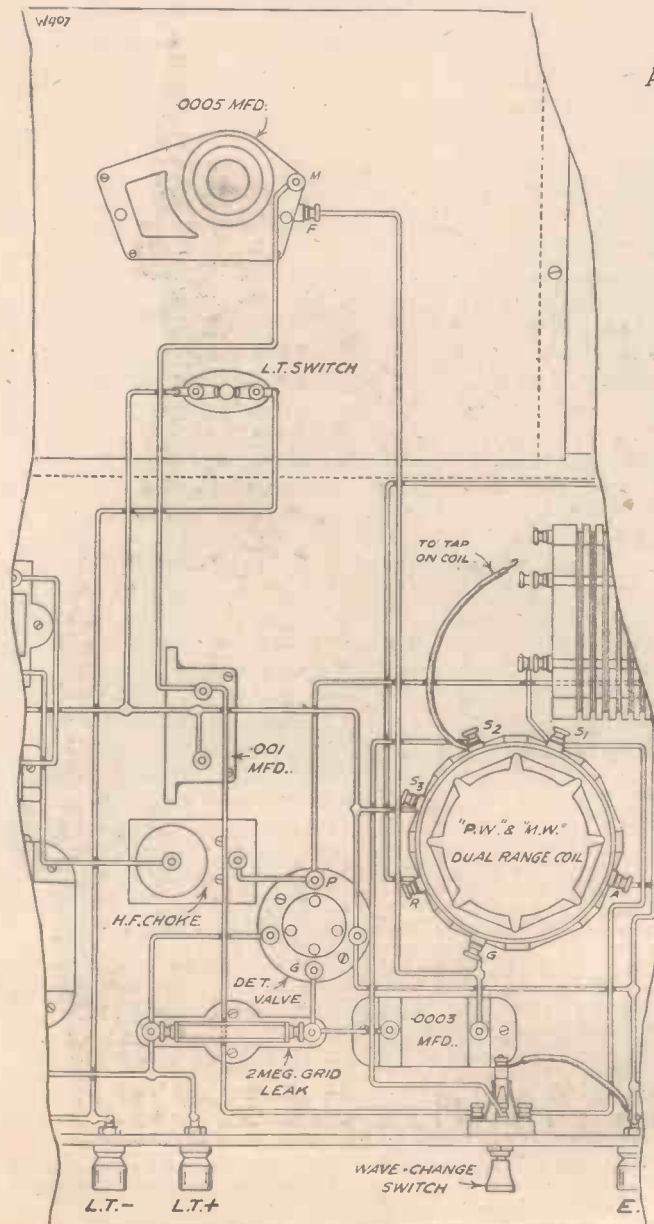 W407
A
.0005 MFD.
M
F
L.T. SWITCH
TO TAP
ON COIL
S2
S1
S3
.001
MFD..
"P.W." & "M.W."
DUAL RANGE COIL
R
A
G
P
H.F. CHOKE
G
DET.
VALVE
.0003
MFD..
2 MEG. GRID
LEAK
WAVE-CHANGE
SWITCH
L.T.-
L.T.+
E.